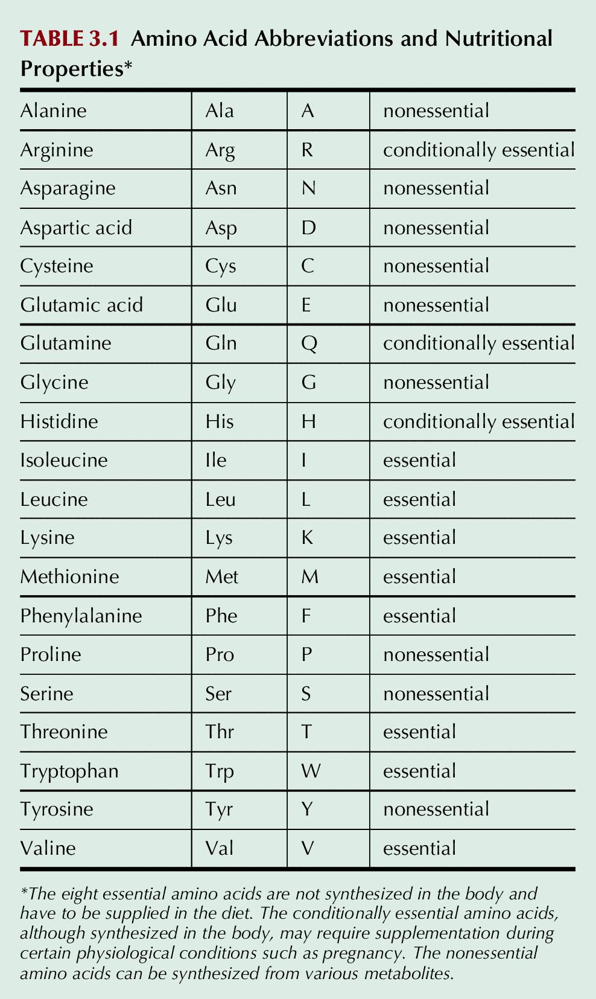 TABLE 3.1 Amino Acid Abbreviations and Nutritional
Properties*
Alanine Ala A nonessential
Arginine Arg R conditionally essential
Asparagine Asn N nonessential
Aspartic acid Asp D nonessential
Cysteine Cys C nonessential
Glutamic acid Glu E nonessential
Glutamine Gln Q conditionally essential
Glycine Gly G nonessential
Histidine His H conditionally essential
Isoleucine Ile I essential
Leucine Leu L essential
Lysine Lys K essential
Methionine Met M essential
Phenylalanine Phe F essential
Proline Pro P nonessential
Serine Ser S nonessential
Threonine Thr T essential
Tryptophan Trp W essential
Tyrosine Tyr Y nonessential
Valine Val V essential
*The eight essential amino acids are not synthesized in the body and
have to be supplied in the diet. The conditionally essential amino acids,
although synthesized in the body, may require supplementation during
certain physiological conditions such as pregnancy. The nonessential
amino acids can be synthesized from various metabolites.